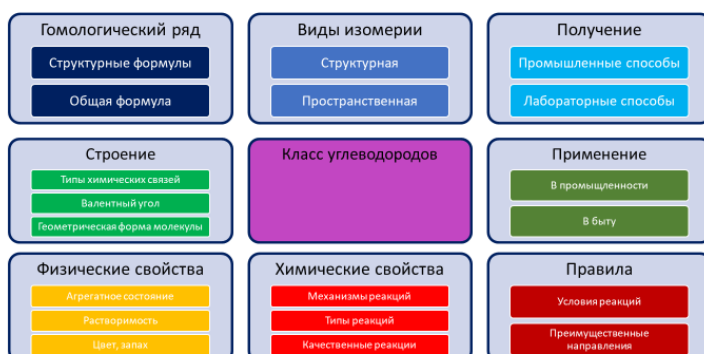 Гомологический ряд
Структурные формулы
Общая формула
Виды изомерии
Структурная
Пространственная
Получение
Промышленные способы
Лабораторные способы
Строение
Типы химических связей
Валентный угол
Геометрическая форма молекулы
Класс углеводородов
Применение
В промыщленности
В быту
Физические свойства
Агрегатное состояние
Растворимость
Цвет, запах
Химические свойства
Механизмы реакций
Типы реакций
Качественные реакции
Правила
Условия реакций
Преимущественные
направления